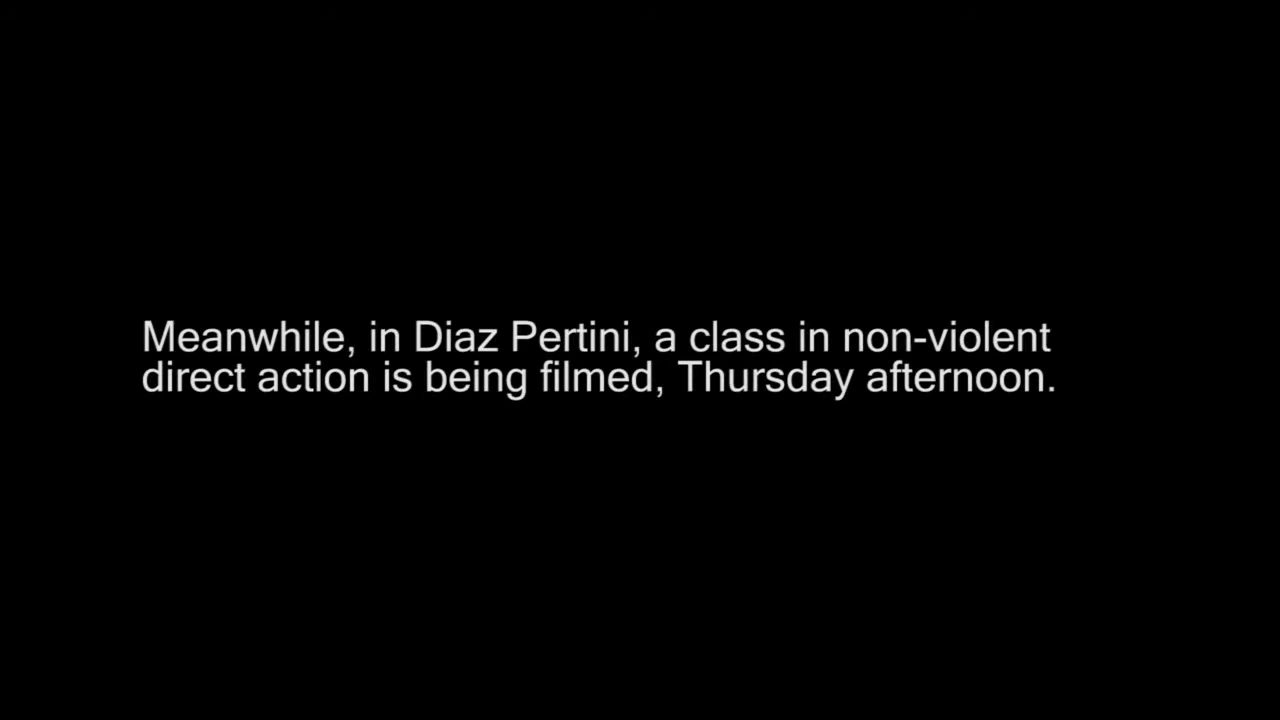 Meanwhile, in Diaz Pertini, a class in non-violent
direct action is being filmed, Thursday afternoon.